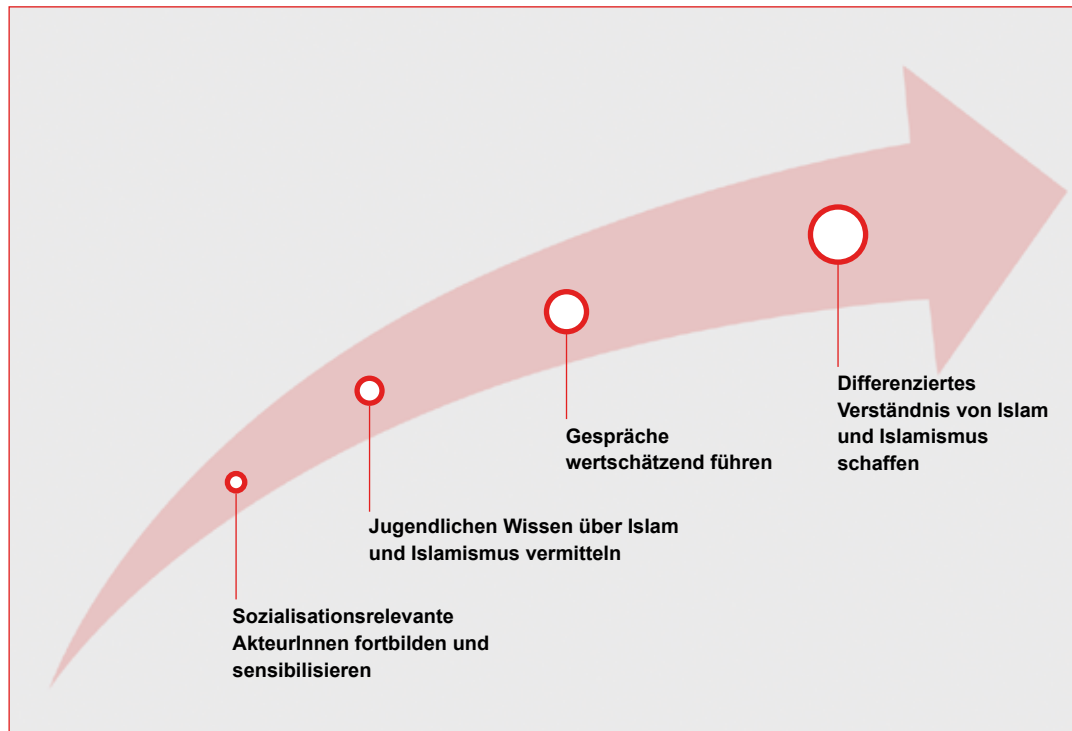 Differenziertes
Verständnis von Islam
und Islamismus
schaffen
Gespräche
wertschätzend führen
Jugendlichen Wissen über Islam
und Islamismus vermitteln
Sozialisationsrelevante
AkteurInnen fortbilden und
sensibilisieren